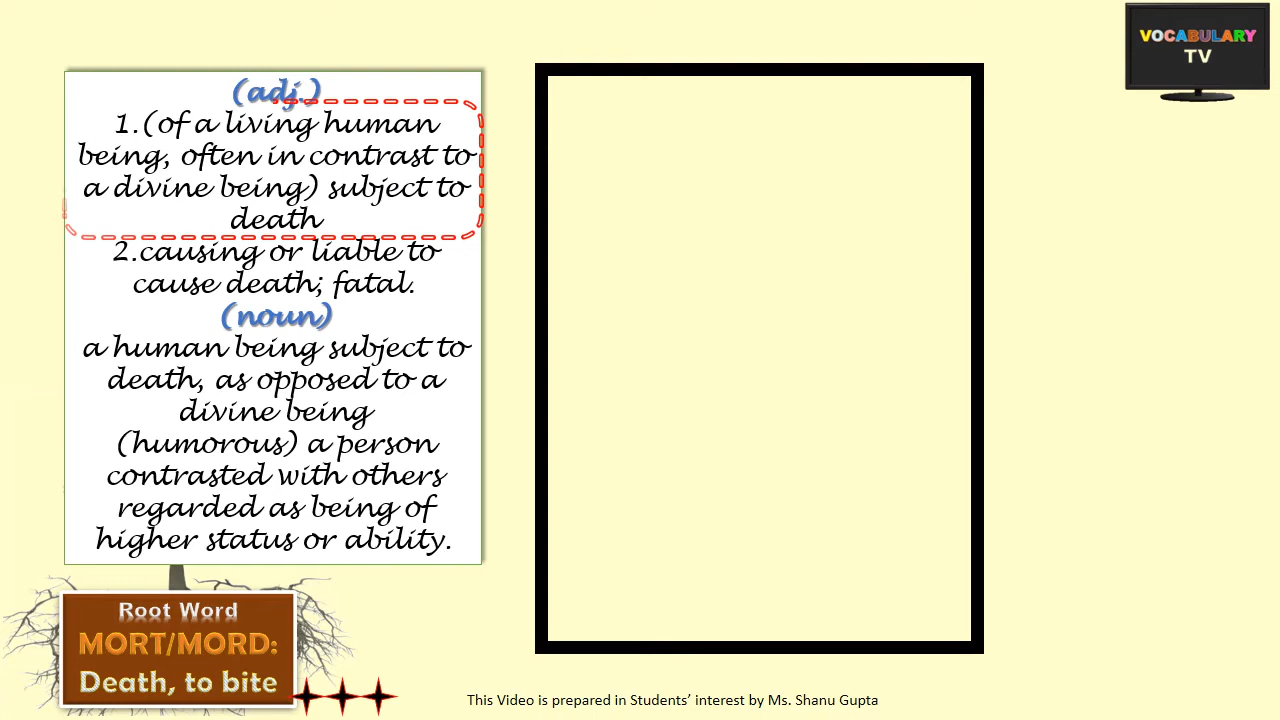 VOCABULARY
TV
(adj.)
1.(of a living human
being, often in contrast to
a divine being) subject to
death
2.causing or liable to
cause death; fatal.
(noun)
a human being subject to
death, as opposed to a
divine being
(humorous) a person
contrasted with others
regarded as being of
higher status or ability.
Root Word
MORT/MORD:
Death, to bite
This Video is prepared in Students’ interest by Ms. Shanu Gupta